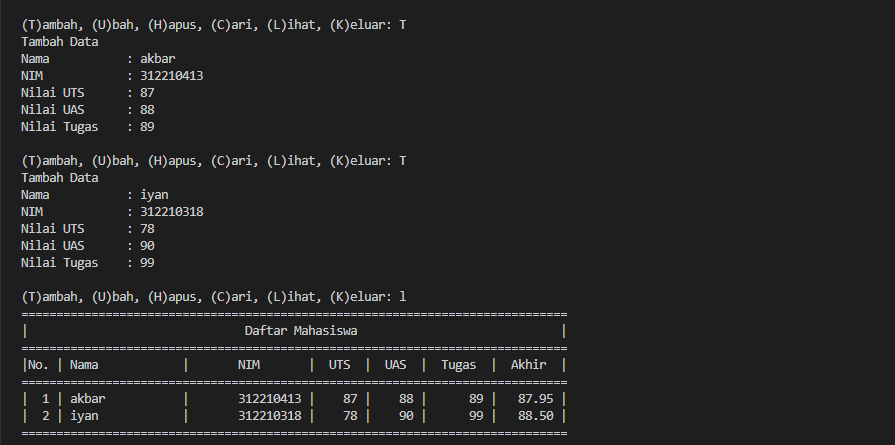 (T)ambah, (U)bah, (H)apus, (C)ari, (L)ihat, (K)eluar: T
Tambah Data
Nama           : akbar
NIM            : 312210413
Nilai UTS      : 87
Nilai UAS      : 88
Nilai Tugas    : 89

(T)ambah, (U)bah, (H)apus, (C)ari, (L)ihat, (K)eluar: T
Tambah Data
Nama           : iyan
NIM            : 312210318
Nilai UTS      : 78
Nilai UAS      : 90
Nilai Tugas    : 99

(T)ambah, (U)bah, (H)apus, (C)ari, (L)ihat, (K)eluar: l
==============================================================================
|                               Daftar Mahasiswa                             |
==============================================================================
|No. | Nama            |       NIM       |  UTS  |  UAS  |  Tugas  |  Akhir  |
==============================================================================
|  1 | akbar           |       312210413 |    87 |    88 |      89 |   87.95 |
|  2 | iyan            |       312210318 |    78 |    90 |      99 |   88.50 |
==============================================================================